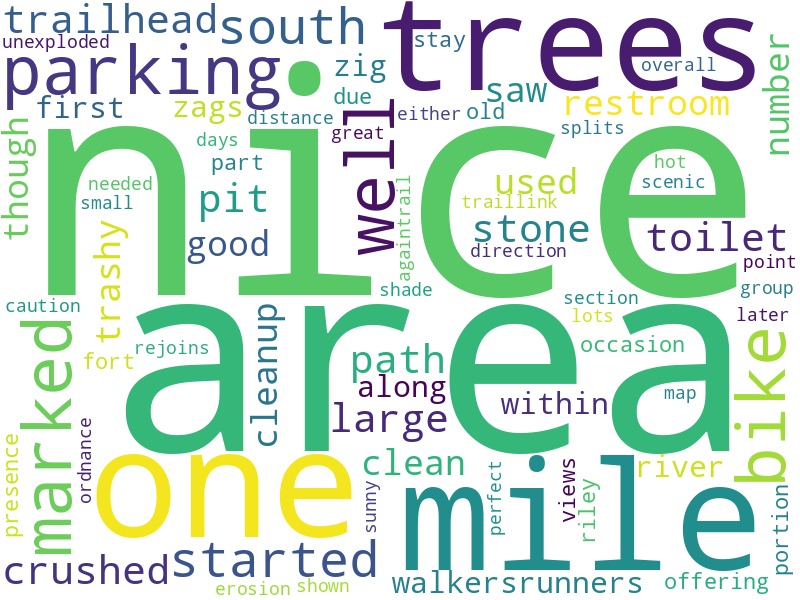 trailhead
south
trees
stay
unexploded
parking
zig
overall
number
first
zags
due
saw
restroom
distance
either
old
splits
great
well
though
days
part
hot
needed
nice
used
scenic
small
pit
traillink
againtrail
trashy
good
stone
toilet
direction
point
shade
group
section
caution
area
cleanup
lots
later
marked
rejoins
path
occasion
bike
fort
along
map
large
within
one
clean
river
presence
ordnance
mile
perfect
views
riley
sunny
portion
started
crushed
walkersrunners
offering
erosion
shown